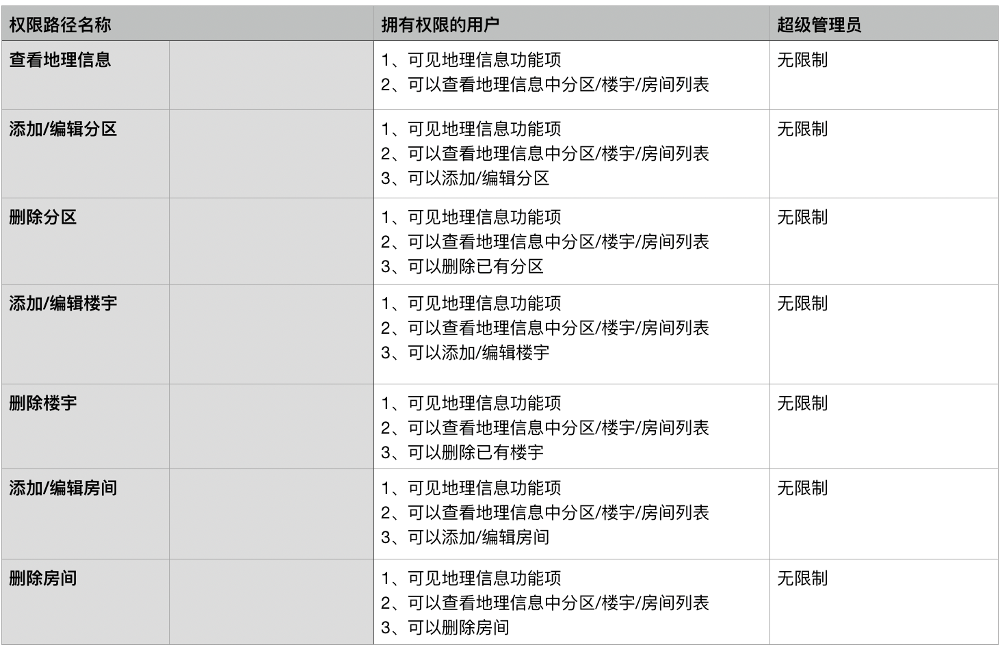 权限路径名称 拥有权限的用户 超级管理员
查看地理信息 1、可见地理信息功能项 无限制
2、可以查看地理信息中分区/楼宇/房间列表
添加/编辑分区 1、可见地理信息功能项 无限制
2、可以查看地理信息中分区/楼宇/房间列表
3、可以添加/编辑分区
删除分区 1、可见地理信息功能项 无限制
2、可以查看地理信息中分区/楼宇/房间列表
3、可以删除已有分区
添加/编辑楼宇 1、可见地理信息功能项 无限制
2、可以查看地理信息中分区/楼宇/房间列表
3、可以添加/编辑楼宇
删除楼宇 1、可见地理信息功能项 无限制
2、可以查看地理信息中分区/楼宇/房间列表
3、可以删除已有楼宇
添加/编辑房间 1、可见地理信息功能项 无限制
2、可以查看地理信息中分区/楼宇/房间列表
3、可以添加/编辑房间
删除房间 1、可见地理信息功能项 无限制
2、可以查看地理信息中分区/楼宇/房间列表
3、可以删除房间